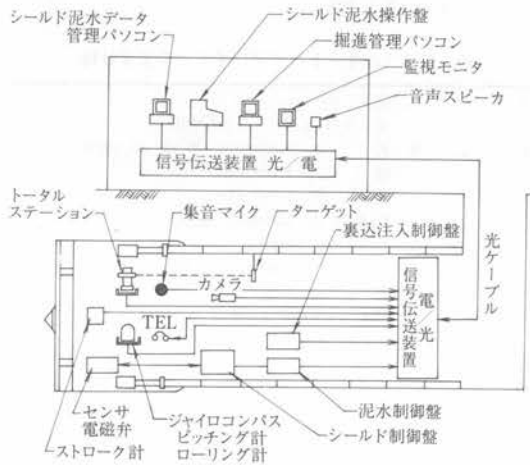 シールド泥水データ
管理パソコン
シールド泥水操作盤
掘進管理パソコン
監視モニタ
音声スピーカ
信号伝送装置 光/電
トータル
ステーション
集音マイク
ターゲット
裏込注入制御盤
カメラ
TEL
信号伝送装置
電/光
光ケーブル
センサ
電磁弁
ストローク計
ジャイロコンパス
ピッチング計
ローリング計
シールド制御盤
泥水制御盤